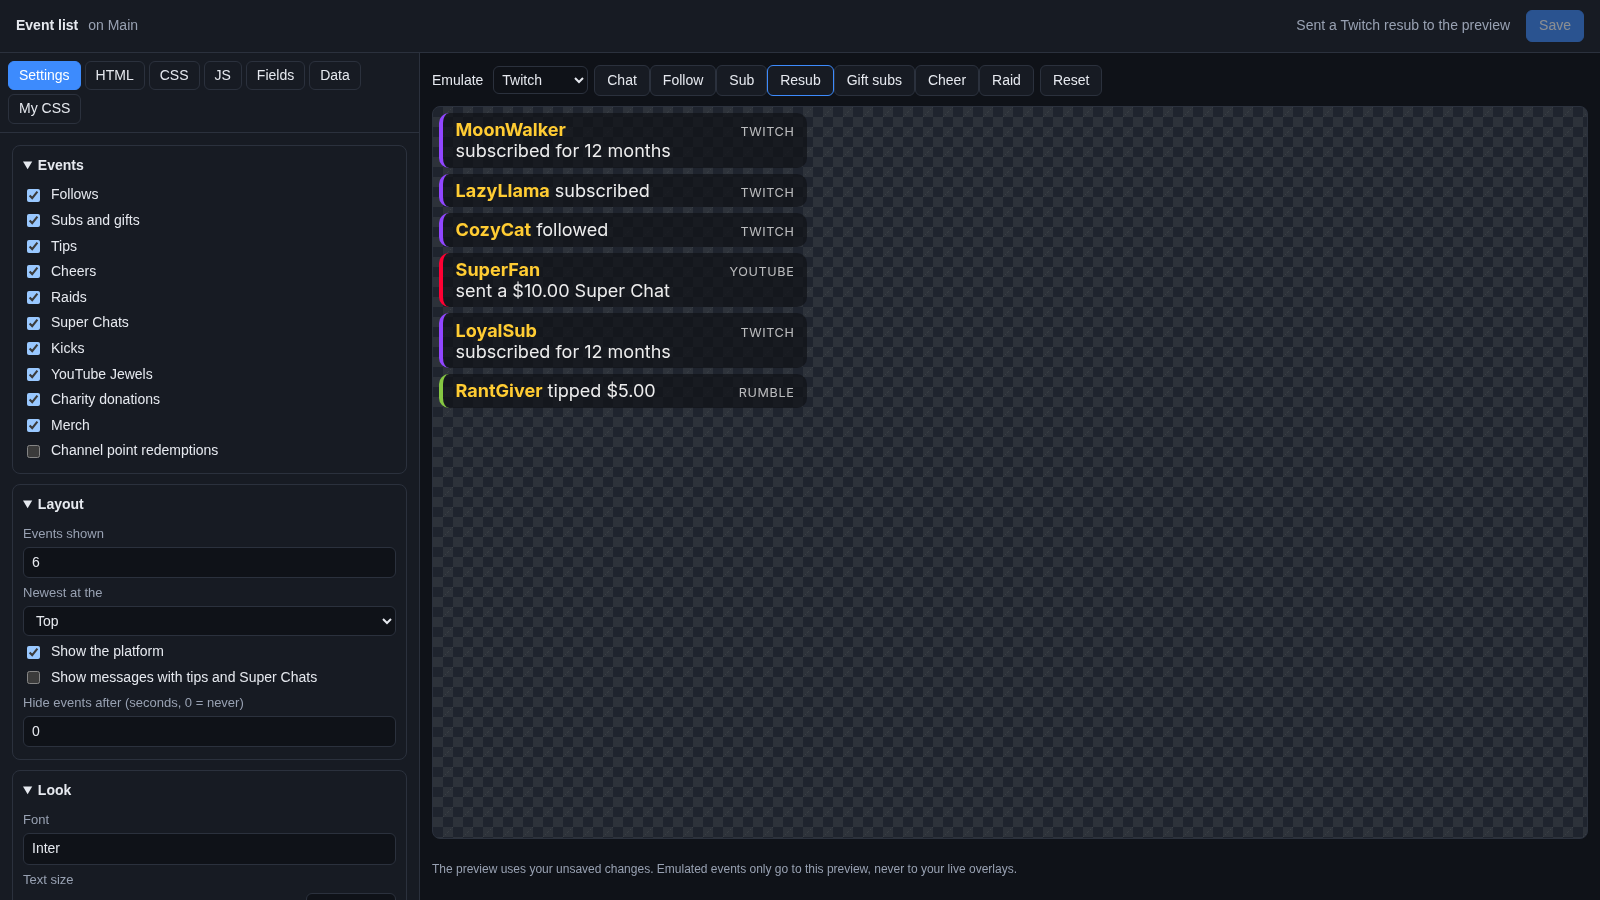 Event list on Main
Sent a Twitch resub to the preview Save
Settings HTML CSS JS Fields Data
My CSS
Emulate Twitch Chat Follow Sub Resub Gift subs Cheer Raid Reset
Events
Follows
Subs and gifts
Tips
Cheers
Raids
Super Chats
Kicks
YouTube Jewels
Charity donations
Merch
Channel point redemptions
Layout
Events shown
6
Newest at the
Top
Show the platform
Show messages with tips and Super Chats
Hide events after (seconds, 0 = never)
0
Look
Font
Inter
Text size
MoonWalker TWITCH
subscribed for 12 months
LazyLlama subscribed TWITCH
CozyCat followed TWITCH
SuperFan YOUTUBE
sent a $10.00 Super Chat
LoyalSub TWITCH
subscribed for 12 months
RantGiver tipped $5.00 RUMBLE
The preview uses your unsaved changes. Emulated events only go to this preview, never to your live overlays.